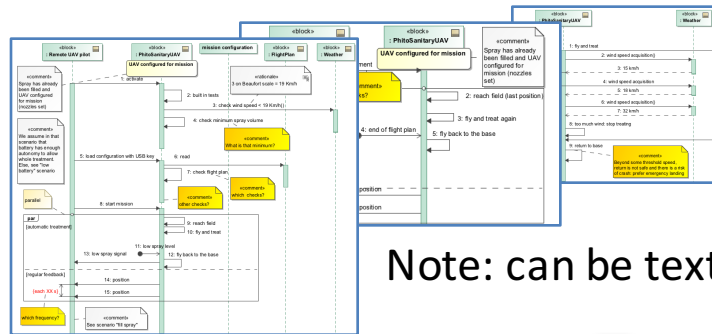 «block»
: Remote UAV pilot
«block»
: PhitoSanitaryUAV
mission configuration
«block»
: FlightPlan
«block»
: Weather
UAV configured for mission
«comment»
Spray has already
been filled and UAV
configured
for mission
(nozzles set)
1: activate
«rationale»
3 on Beaufort scale = 19 Km/h
2: built in tests
3: check wind speed < 19 Km/h()
4: check minimum spray volume
«comment»
What is that minimum?
«comment»
We assume in that
scenario that
battery has enough
autonomy to allow
whole treatment.
Else, see "low
battery" scenario
5: load configuration with USB key
6: read
7: check flight plan
«comment»
other checks?
«comment»
which checks?
parallel
8: start mission
par
[automatic treatment]
9: reach field
10: fly and treat
11: low spray level
12: fly back to the base
13: low spray signal
[regular feedback]
14: position
{each XX s}
15: position
which frequency?
«comment»
See scenario "fill spray"
«block»
«block»
: PhitoSanitaryUAV
UAV configured for mission
«comment»
Spray has already
been filled and UAV
configured for
mission (nozzles
set)
2: reach field (last position)
3: fly and treat again
4: end of flight plan
5: fly back to the base
position
position
«block»
: PhitoSanitaryUAV
«block»
: Weather
1: fly and treat
2: wind speed acquisition()
3: 15 km/h
4: wind speed acquisition
5: 18 km/h
6: wind speed acquisition()
7: 32 km/h
8: too much wind: stop treating
9: return to base
«comment»
Beyond some threshold speed,
return is not safe and there is a risk
of crash: prefer emergency landing
Note: can be text